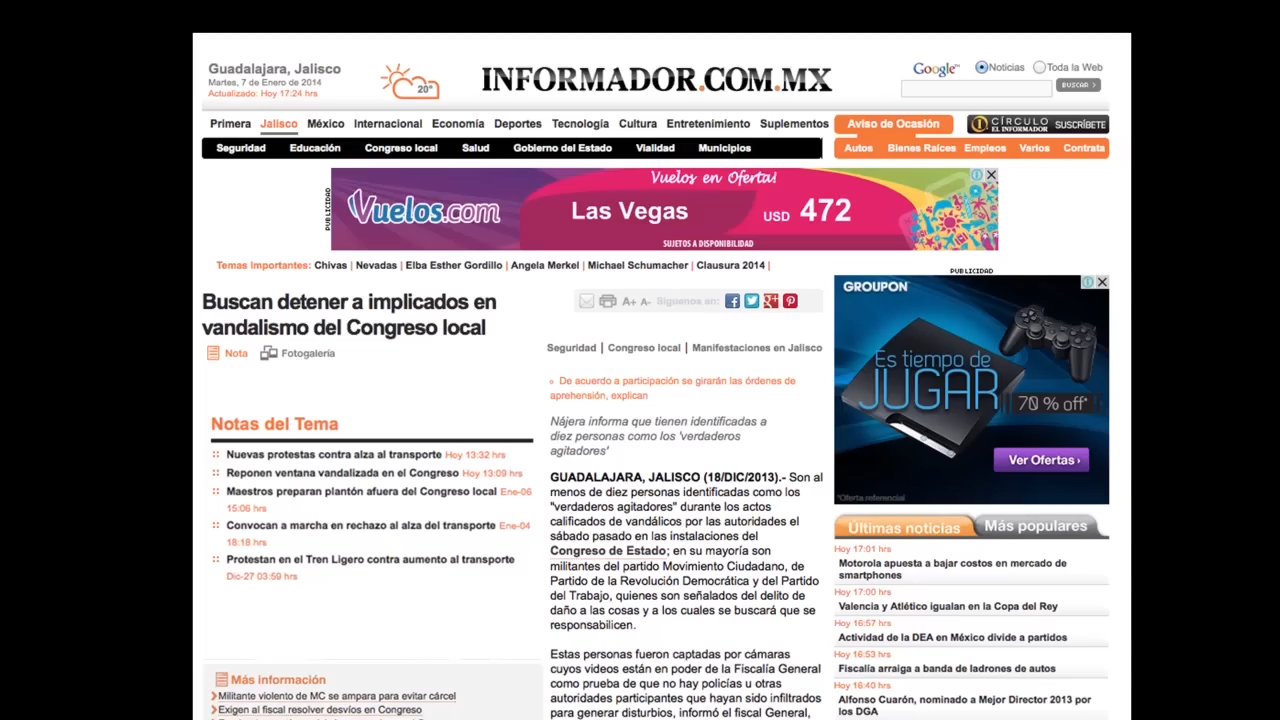 Guadalajara, Jalisco
Martes, 7 de Enero de 2014
Actualizado: Hoy 17:24 hrs
20°
INFORMADOR.COM.MX
Google™
Noticias
Toda la Web
BUSCAR >
Primera Jalisco México Internacional Economía Deportes Tecnología Cultura Entretenimiento Suplementos
Aviso de Ocasión
CÍRCULO
EL INFORMADOR
SUSCRÍBETE
Seguridad Educación Congreso local Salud Gobierno del Estado Vialidad Municipios
Autos Bienes Raíces Empleos Varios Contrata
PUBLICIDAD
Vuelos en Oferta!
Vuelos.com
Las Vegas
USD 472
SUJETOS A DISPONIBILIDAD
Temas Importantes: Chivas | Nevadas | Elba Esther Gordillo | Angela Merkel | Michael Schumacher | Clausura 2014 |
Buscan detener a implicados en
vandalismo del Congreso local
Nota
Fotogalería
A+ A- Síguenos en:
Seguridad | Congreso local | Manifestaciones en Jalisco
» De acuerdo a participación se girarán las órdenes de
aprehensión, explican
Nájera informa que tienen identificadas a
diez personas como los 'verdaderos
agitadores'
GUADALAJARA, JALISCO (18/DIC/2013).- Son al
menos de diez personas identificadas como los
"verdaderos agitadores" durante los actos
calificados de vandálicos por las autoridades el
sábado pasado en las instalaciones del
Congreso de Estado; en su mayoría son
militantes del partido Movimiento Ciudadano, de
Partido de la Revolución Democrática y del Partido
del Trabajo, quienes son señalados del delito de
daño a las cosas y a los cuales se buscará que se
responsabilicen.
Estas personas fueron captadas por cámaras
cuyos videos están en poder de la Fiscalía General
como prueba de que no hay policías u otras
autoridades participantes que hayan sido infiltrados
para generar disturbios, informó el fiscal General,
Notas del Tema
Nuevas protestas contra alza al transporte Hoy 13:32 hrs
Reponen ventana vandalizada en el Congreso Hoy 13:09 hrs
Maestros preparan plantón afuera del Congreso local Ene-06
15:06 hrs
Convocan a marcha en rechazo al alza del transporte Ene-04
18:18 hrs
Protestan en el Tren Ligero contra aumento al transporte
Dic-27 03:59 hrs
Más información
Militante violento de MC se ampara para evitar cárcel
Exigen al fiscal resolver desvíos en Congreso
PUBLICIDAD
GROUPON
Es tiempo de
JUGAR
70 % off*
Ver Ofertas ›
*Oferta referencial
Últimas noticias
Más populares
Hoy 17:01 hrs
Motorola apuesta a bajar costos en mercado de
smartphones
Hoy 17:00 hrs
Valencia y Atlético igualan en la Copa del Rey
Hoy 16:57 hrs
Actividad de la DEA en México divide a partidos
Hoy 16:53 hrs
Fiscalía arraiga a banda de ladrones de autos
Hoy 16:40 hrs
Alfonso Cuarón, nominado a Mejor Director 2013 por
los DGA